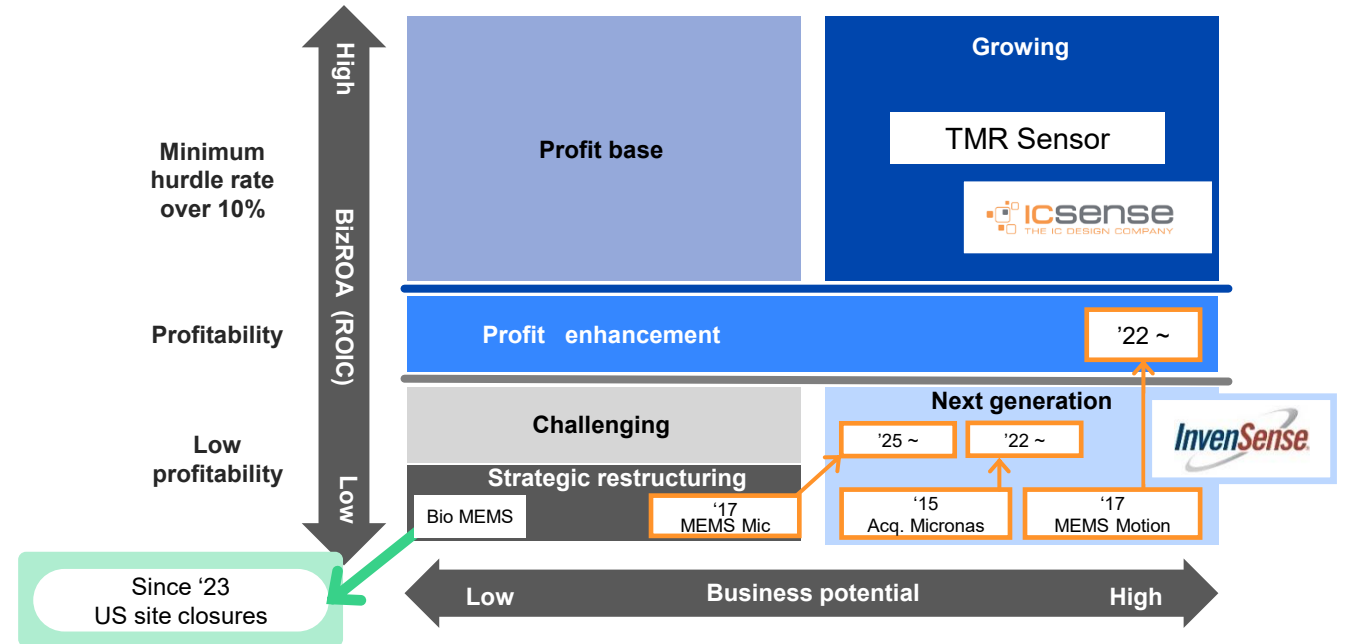 High
BizROA (ROIC)
Low
Minimum
hurdle rate
over 10%
Profitability
Low
profitability
Profit base
Growing
TMR Sensor
ICsense
THE IC DESIGN COMPANY
Profit enhancement
’22 ~
Challenging
Next generation
’25 ~
’22 ~
InvenSense
Strategic restructuring
Bio MEMS
‘17
MEMS Mic
‘15
Acq. Micronas
‘17
MEMS Motion
Since ‘23
US site closures
Low
Business potential
High